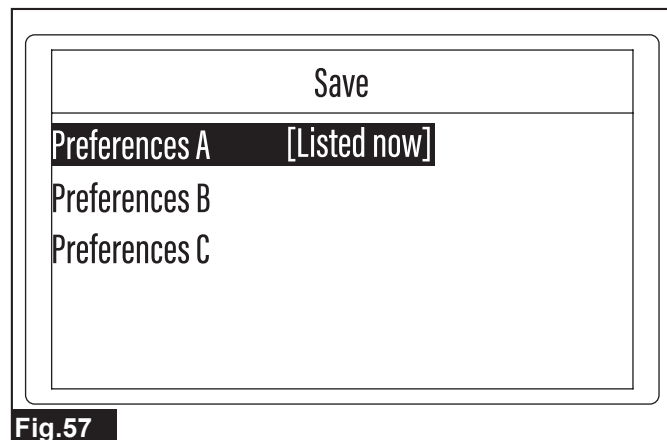 Save
Preferences A [Listed now]
Preferences B
Preferences C
Fig.57